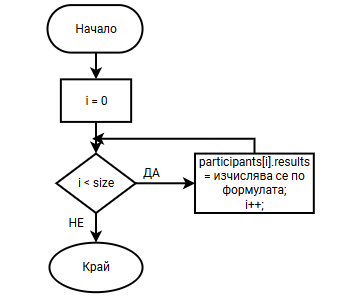 Начало
i = 0
i < size
ДА
participants[i].results
= изчислява се по
формулата;
i++;
НЕ
Край